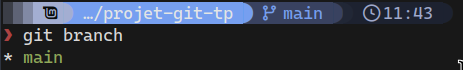 …/projet-git-tp main 11:43
❯ git branch
* main